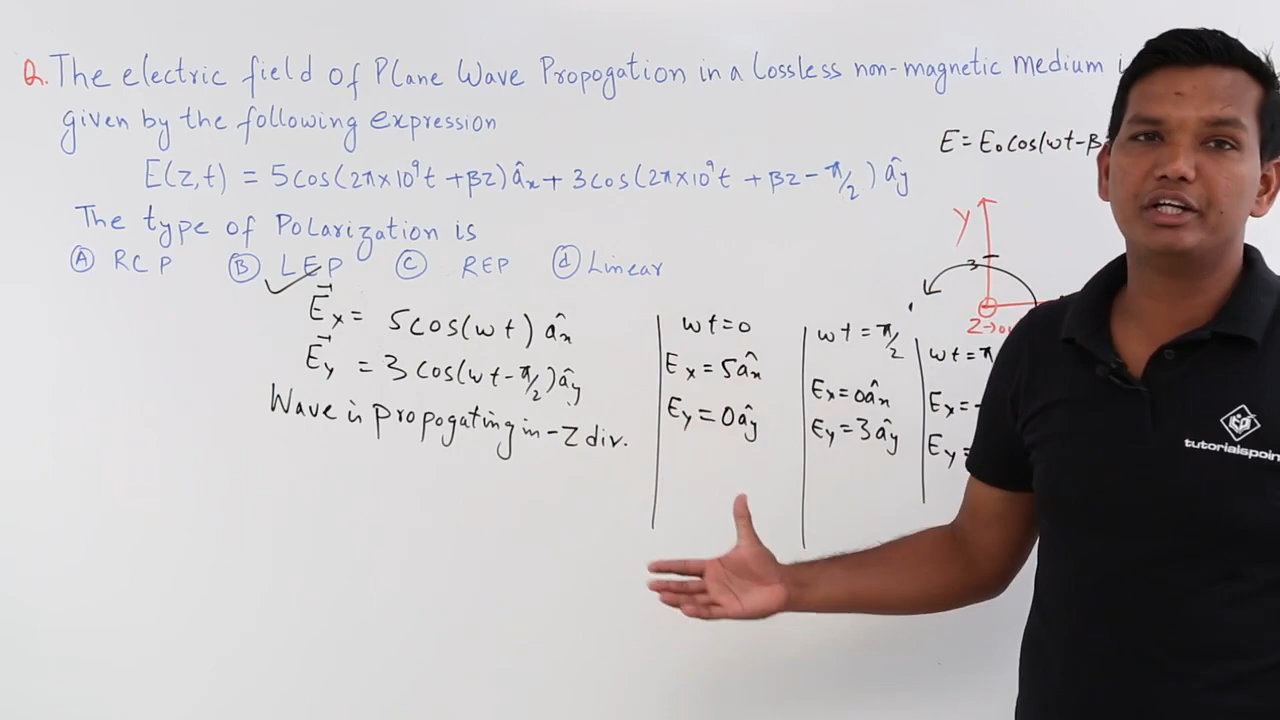 Q. The electric field of Plane Wave Propogation in a Lossless non-magnetic Medium
given by the following expression
E(z,t) = 5cos(2π×10⁹t + βz)âx + 3cos(2π×10⁹t + βz - π/2) ây
The type of Polarization is
Ⓐ RCP Ⓑ LEP Ⓒ REP ⓓ Linear
E = E₀cos(ωt-β
Y
3
Z→
E⃗x = 5cos(ωt) âx
E⃗y = 3cos(ωt-π/2)ây
Wave is propogating in -Z div.
ωt=0
Ex = 5âx
Ey = 0ây
ωt = π/2
Ex = 0âx
Ey = 3ây
ωt = π
Ex = -
Ey =
tutorialspoin